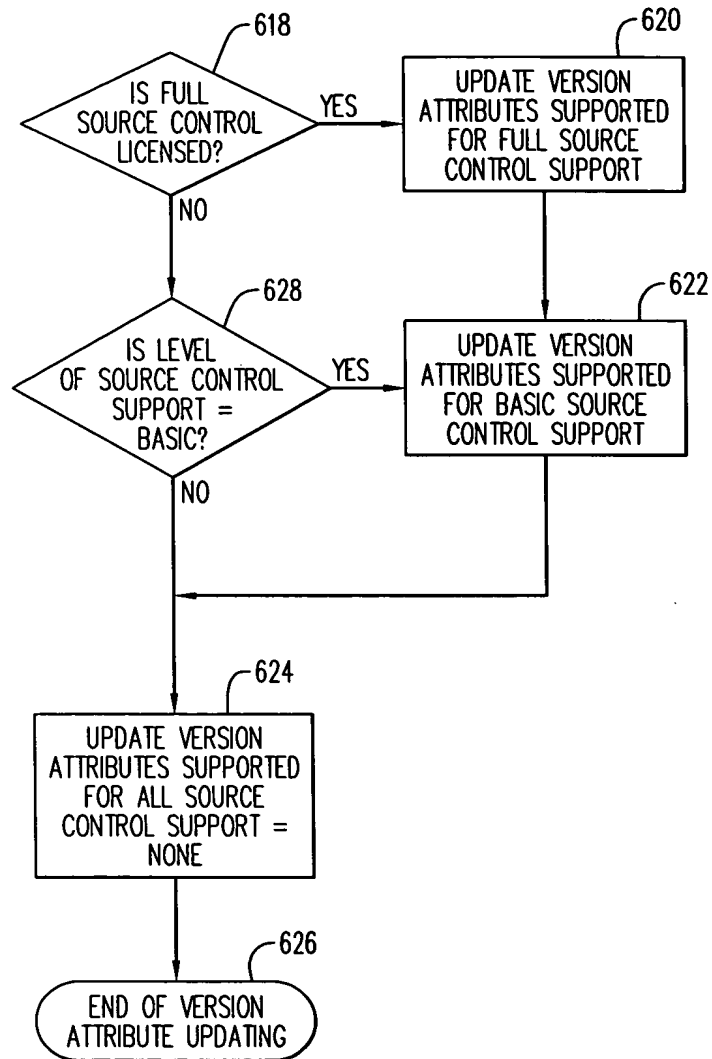 618
IS FULL
SOURCE CONTROL
LICENSED?
YES
NO
620
UPDATE VERSION
ATTRIBUTES SUPPORTED
FOR FULL SOURCE
CONTROL SUPPORT
628
IS LEVEL
OF SOURCE CONTROL
SUPPORT =
BASIC?
YES
NO
622
UPDATE VERSION
ATTRIBUTES SUPPORTED
FOR BASIC SOURCE
CONTROL SUPPORT
624
UPDATE VERSION
ATTRIBUTES SUPPORTED
FOR ALL SOURCE
CONTROL SUPPORT =
NONE
626
END OF VERSION
ATTRIBUTE UPDATING